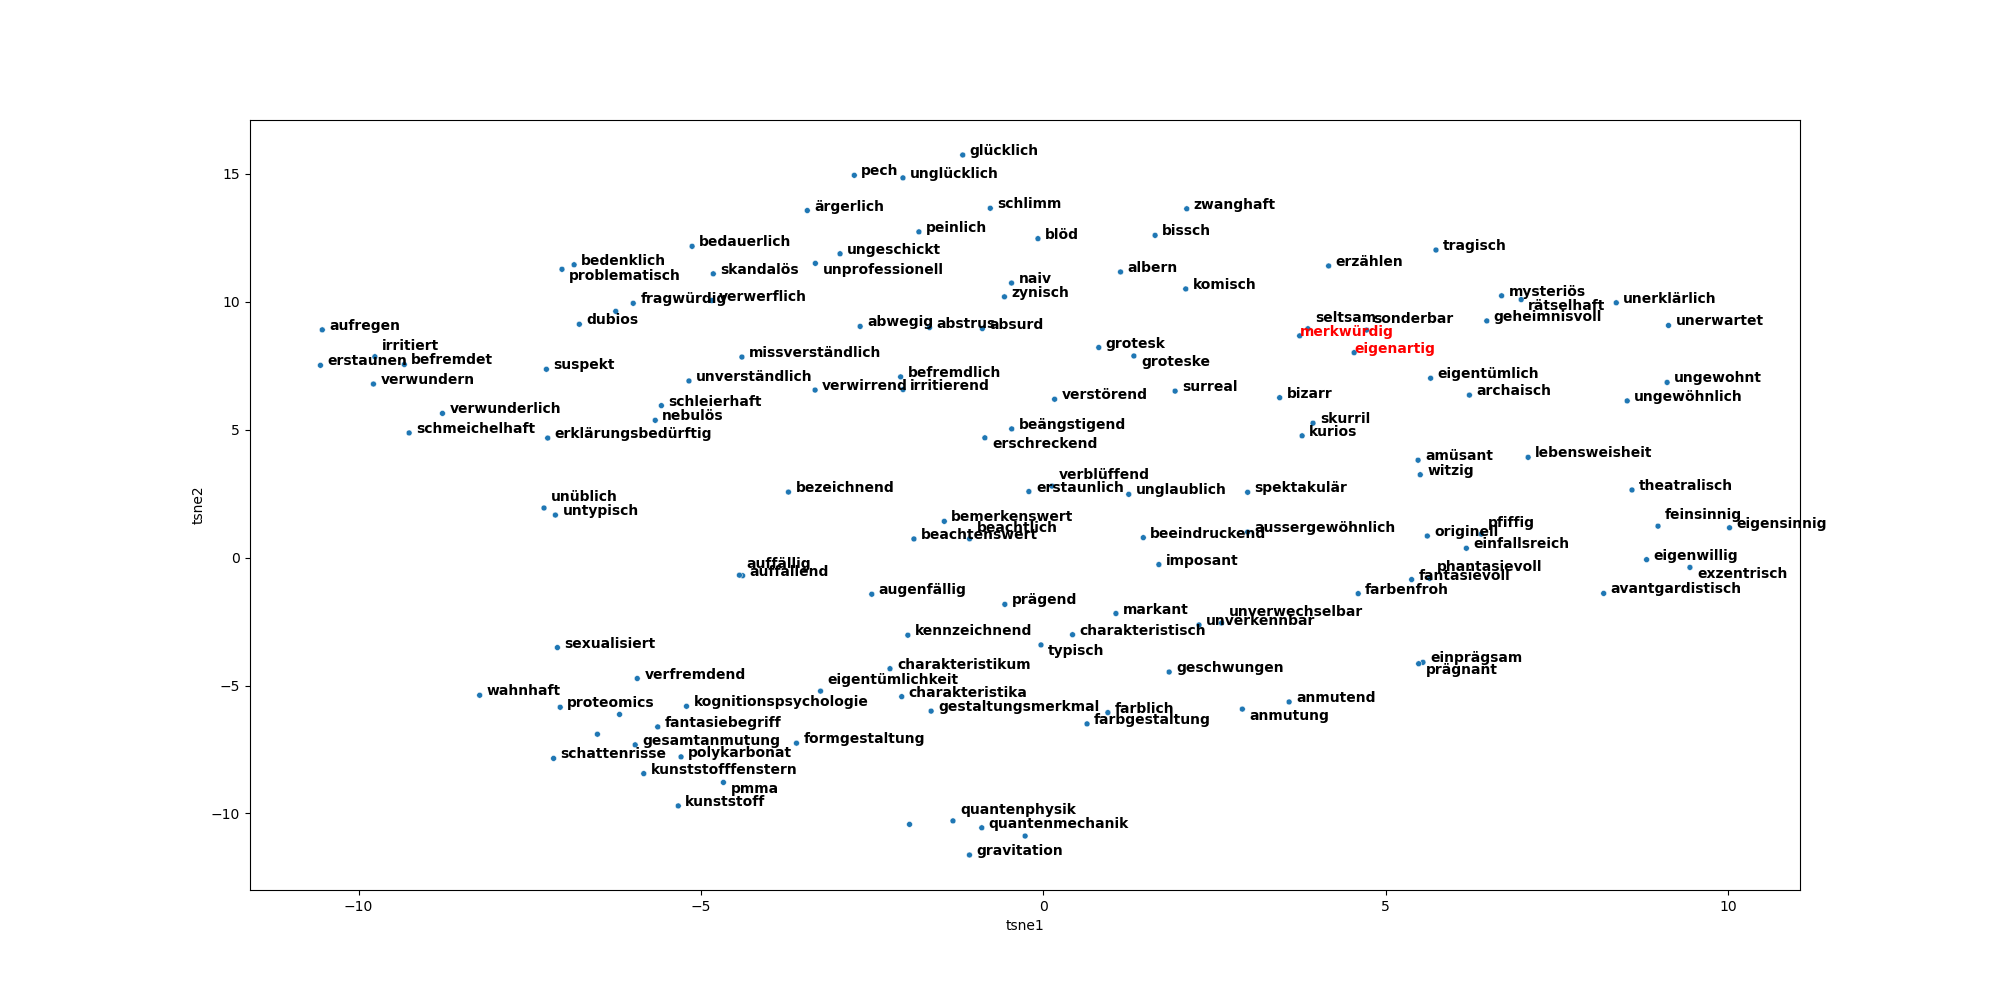 glücklich
pech
unglücklich
ärgerlich
schlimm
zwanghaft
peinlich
bissch
blöd
bedauerlich
tragisch
ungeschickt
bedenklich
erzählen
albern
skandalös
unprofessionell
problematisch
naiv
komisch
zynisch
mysteriös
verwerflich
fragwürdig
unerklärlich
rätselhaft
15
10
5
0
−5
−10
dubios
seltsam
sonderbar
geheimnisvoll
unerwartet
aufregen
abwegig
abstrus
absurd
merkwürdig
irritiert
grotesk
eigenartig
missverständlich
erstaunen
befremdet
groteske
suspekt
befremdlich
eigentümlich
unverständlich
ungewohnt
verwundern
verwirrend
irritierend
surreal
archaisch
verstörend
bizarr
ungewöhnlich
schleierhaft
verwunderlich
nebulös
skurril
beängstigend
schmeichelhaft
kurios
erklärungsbedürftig
erschreckend
amüsant
lebensweisheit
witzig
verblüffend
bezeichnend
erstaunlich
unglaublich
spektakulär
theatralisch
unüblich
untypisch
bemerkenswert
feinsinnig
pfiffig
eigensinnig
beachtlich
aussergewöhnlich
beachtenswert
beeindruckend
originell
einfallsreich
eigenwillig
auffällig
imposant
phantasievoll
auffallend
fantasievoll
exzentrisch
augenfällig
farbenfroh
avantgardistisch
prägend
markant
unverwechselbar
unverkennbar
kennzeichnend
charakteristisch
sexualisiert
typisch
einprägsam
charakteristikum
geschwungen
prägnant
verfremdend
eigentümlichkeit
wahnhaft
charakteristika
anmutend
proteomics
kognitionspsychologie
gestaltungsmerkmal
farblich
anmutung
fantasiebegriff
farbgestaltung
gesamtanmutung
formgestaltung
schattenrisse
polykarbonat
kunststofffenstern
pmma
kunststoff
quantenphysik
quantenmechanik
gravitation
−10
−5
0
5
10
tsne1
tsne2